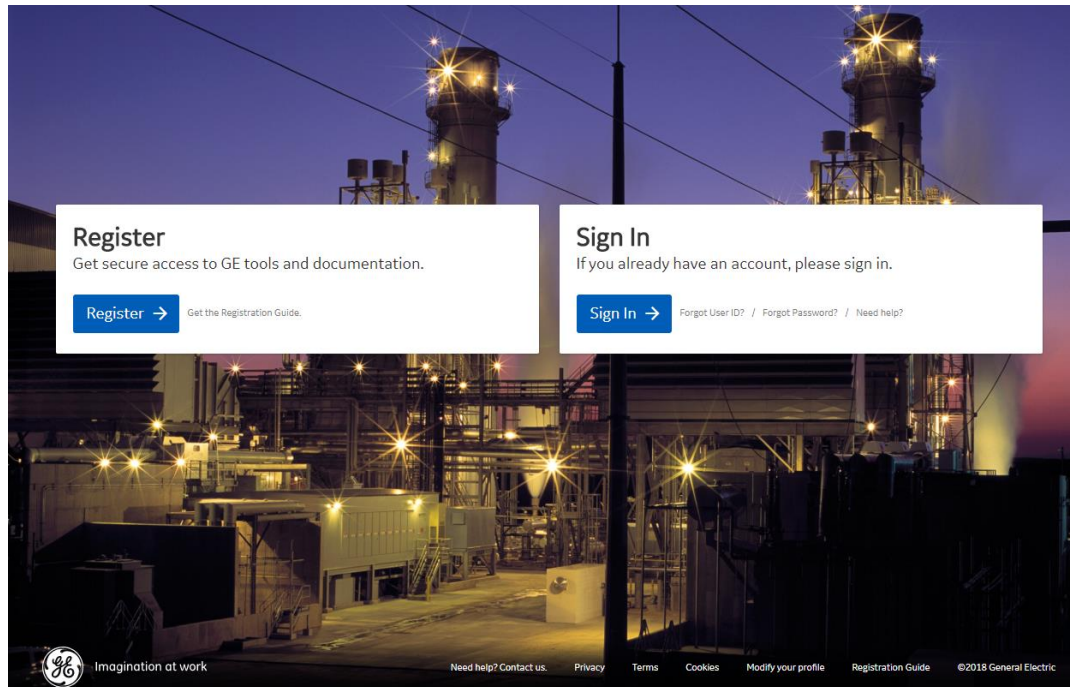 Register
Get secure access to GE tools and documentation.
Register →
Get the Registration Guide.
Sign In
If you already have an account, please sign in.
Sign In →
Forgot User ID? / Forgot Password? / Need help?
GE Imagination at work
Need help? Contact us. Privacy Terms Cookies Modify your profile Registration Guide ©2018 General Electric